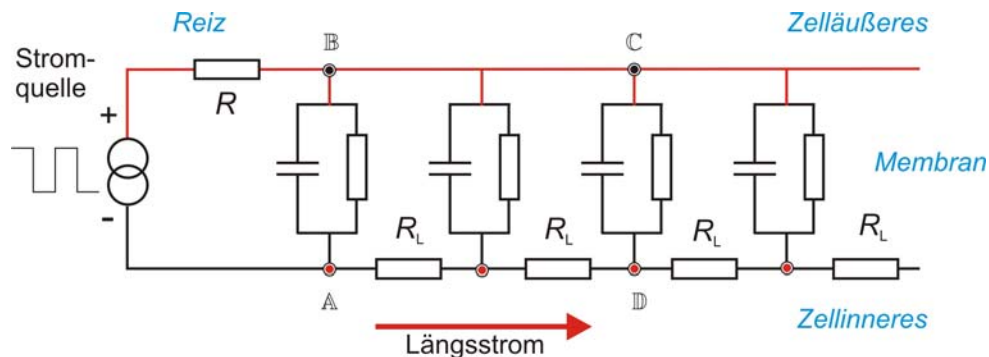 Reiz
𝔹
ℂ
Zelläußeres
Strom-
quelle
R
+
Membran
-
R_L
R_L
R_L
R_L
𝔸
𝔻
Längsstrom
Zellinneres